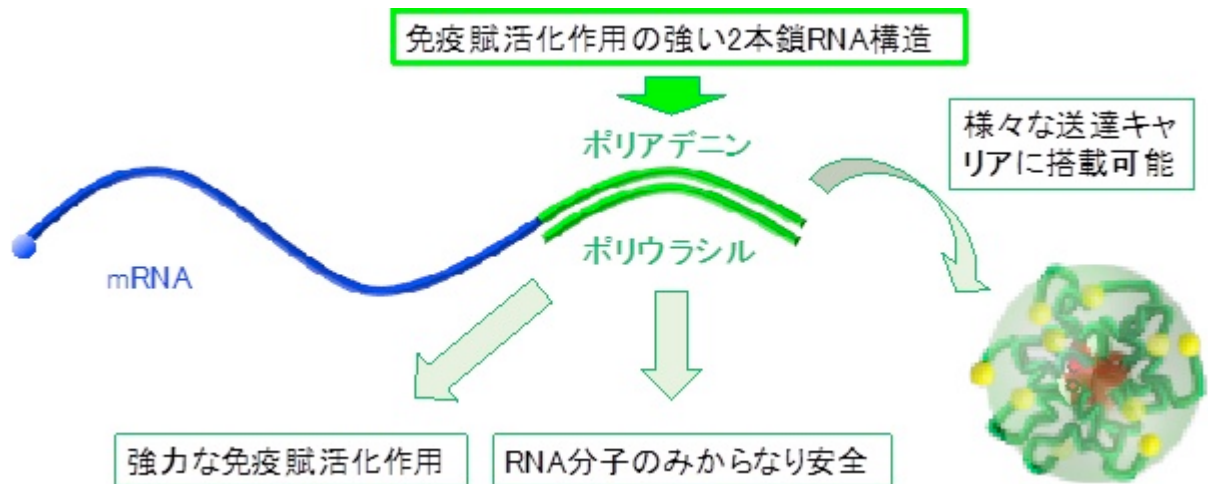 免疫賦活化作用の強い2本鎖RNA構造
様々な送達キャ
リアに搭載可能
ポリアデニン
ポリウラシル
mRNA
強力な免疫賦活化作用
RNA分子のみからなり安全